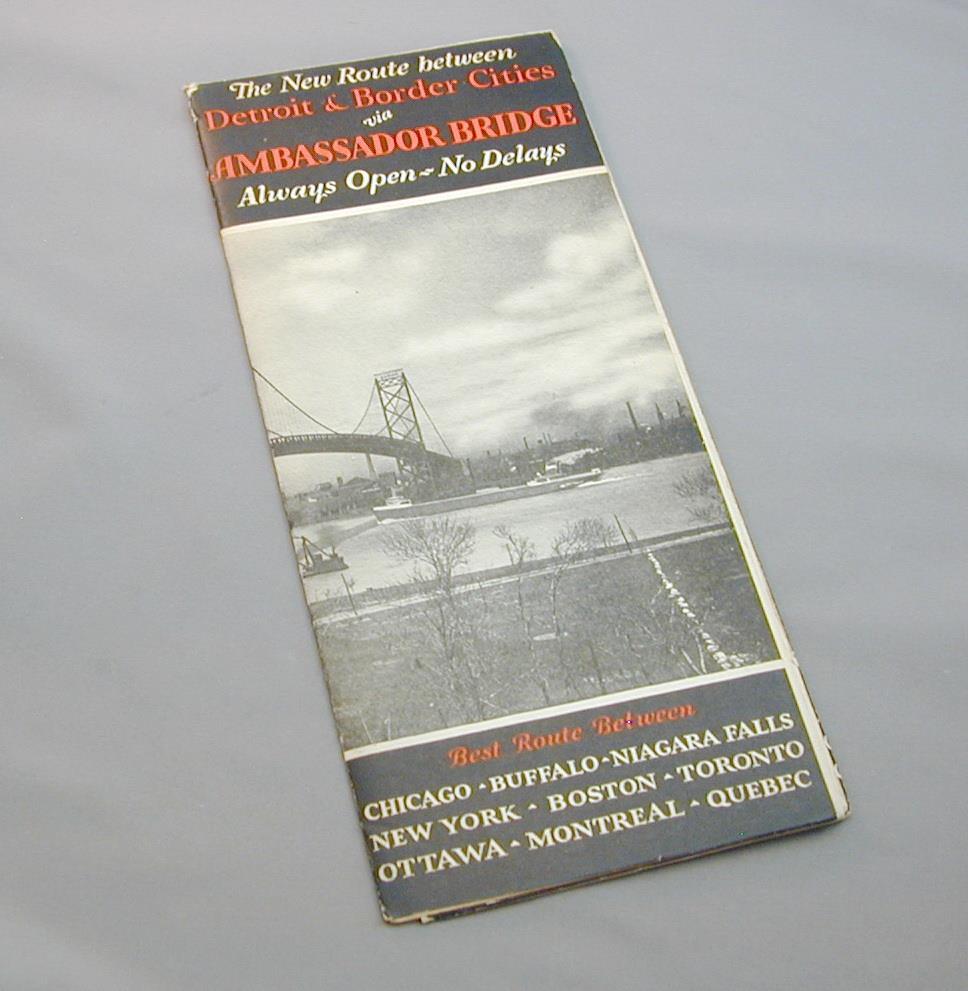 The New Route between
Detroit & Border Cities
via
AMBASSADOR BRIDGE
Always Open~No Delays
Best Route Between
CHICAGO - BUFFALO - NIAGARA FALLS
NEW YORK - BOSTON - TORONTO
OTTAWA - MONTREAL - QUEBEC